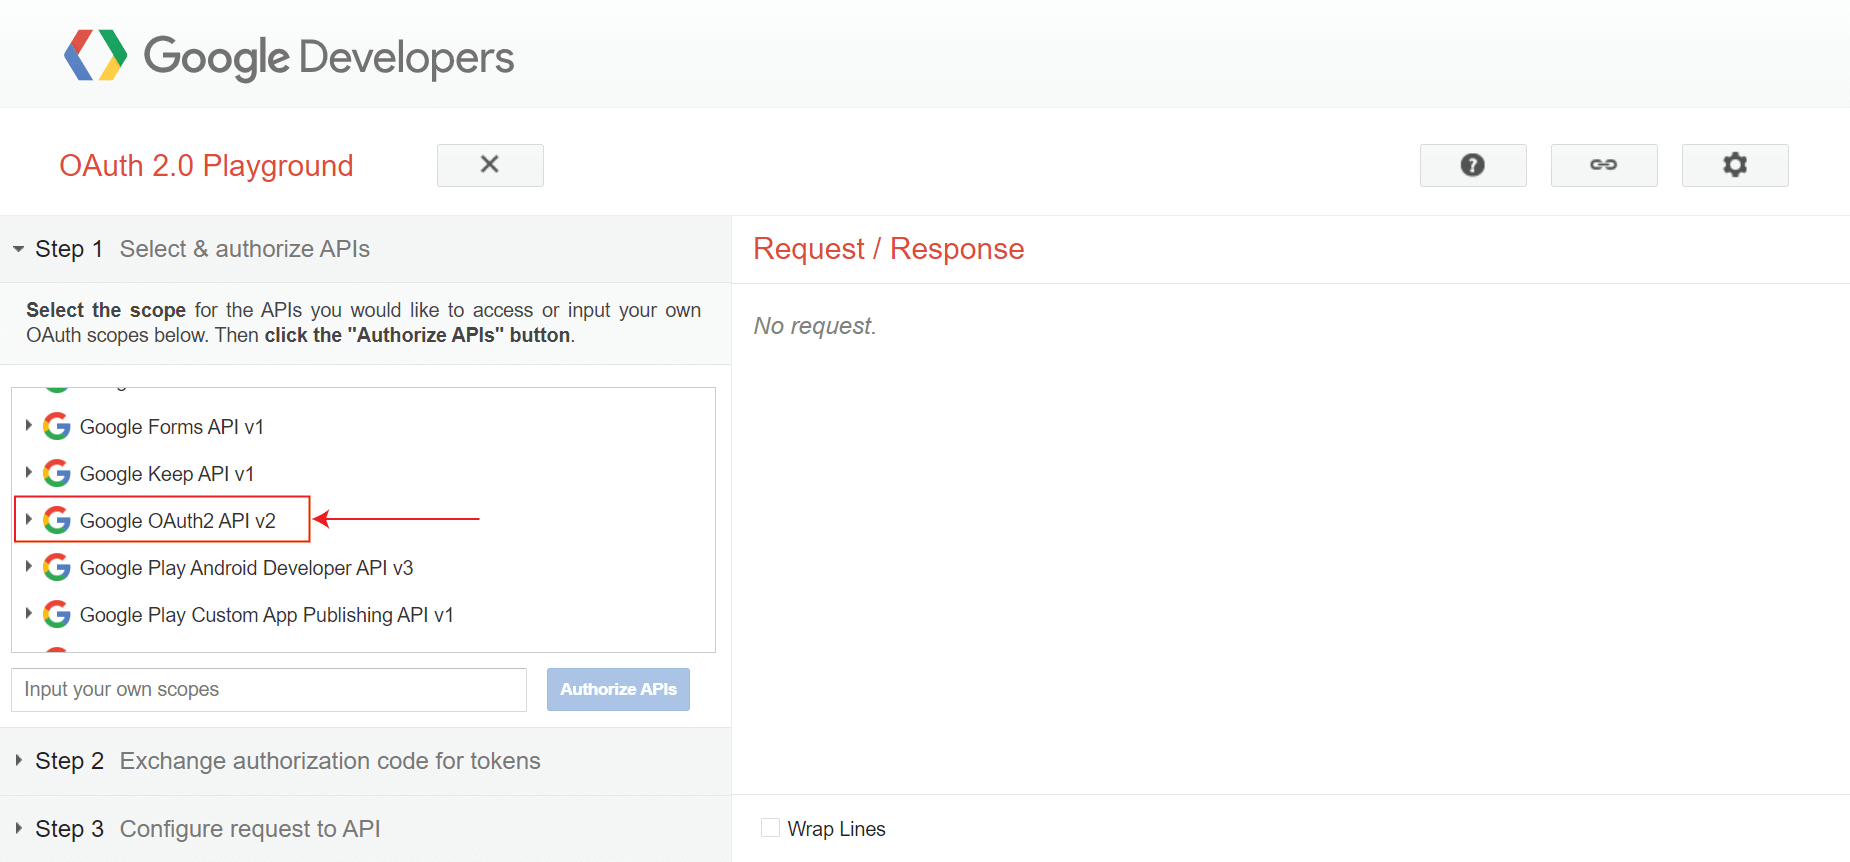 Google Developers
OAuth 2.0 Playground
Step 1 Select & authorize APIs
Select the scope for the APIs you would like to access or input your own
OAuth scopes below. Then click the "Authorize APIs" button.
Google Forms API v1
Google Keep API v1
Google OAuth2 API v2
Google Play Android Developer API v3
Google Play Custom App Publishing API v1
Input your own scopes
Authorize APIs
Step 2 Exchange authorization code for tokens
Step 3 Configure request to API
Request / Response
No request.
Wrap Lines